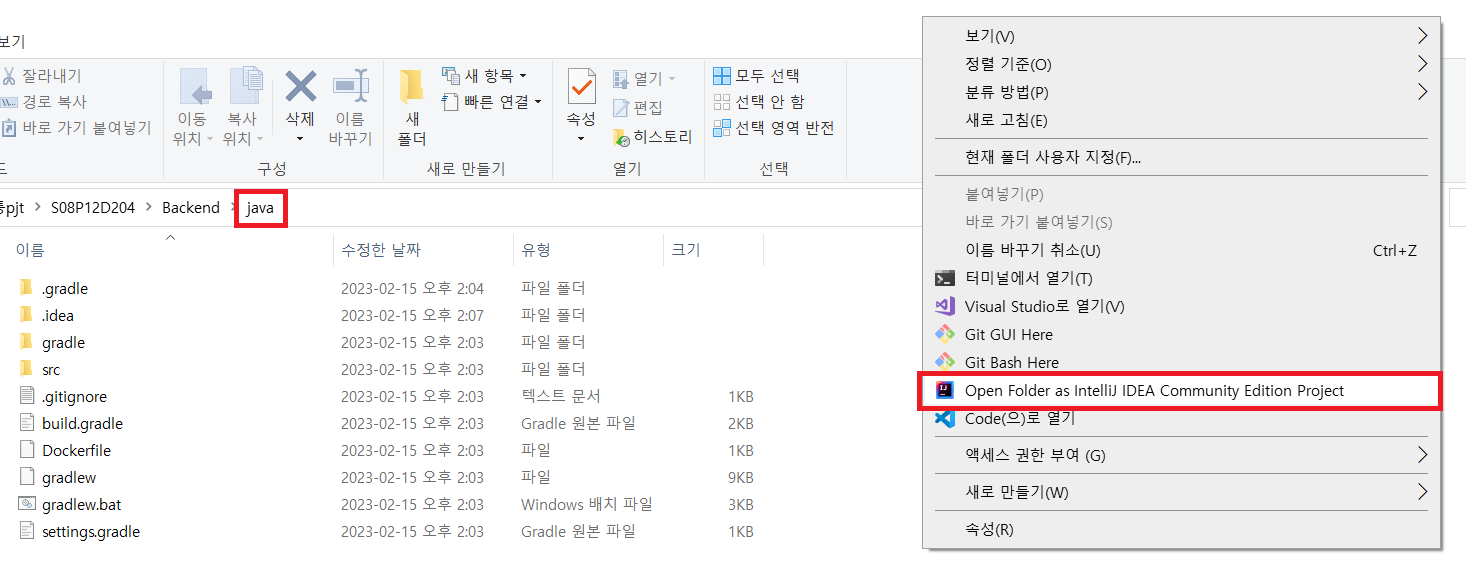 보기
잘라내기
경로 복사
바로 가기 붙여넣기
이동 위치
복사 위치
삭제
이름 바꾸기
구성
새 폴더
새 항목
빠른 연결
새로 만들기
속성
열기
편집
히스토리
열기
모두 선택
선택 안 함
선택 영역 반전
선택
pjt > S08P12D204 > Backend > java
이름 수정한 날짜 유형 크기
.gradle 2023-02-15 오후 2:04 파일 폴더
.idea 2023-02-15 오후 2:07 파일 폴더
gradle 2023-02-15 오후 2:03 파일 폴더
src 2023-02-15 오후 2:03 파일 폴더
.gitignore 2023-02-15 오후 2:03 텍스트 문서 1KB
build.gradle 2023-02-15 오후 2:03 Gradle 원본 파일 2KB
Dockerfile 2023-02-15 오후 2:03 파일 1KB
gradlew 2023-02-15 오후 2:03 파일 9KB
gradlew.bat 2023-02-15 오후 2:03 Windows 배치 파일 3KB
settings.gradle 2023-02-15 오후 2:03 Gradle 원본 파일 1KB
보기(V)
정렬 기준(O)
분류 방법(P)
새로 고침(E)
현재 폴더 사용자 지정(F)...
붙여넣기(P)
바로 가기 붙여넣기(S)
이름 바꾸기 취소(U) Ctrl+Z
터미널에서 열기(T)
Visual Studio로 열기(V)
Git GUI Here
Git Bash Here
Open Folder as IntelliJ IDEA Community Edition Project
Code(으)로 열기
액세스 권한 부여 (G)
새로 만들기(W)
속성(R)